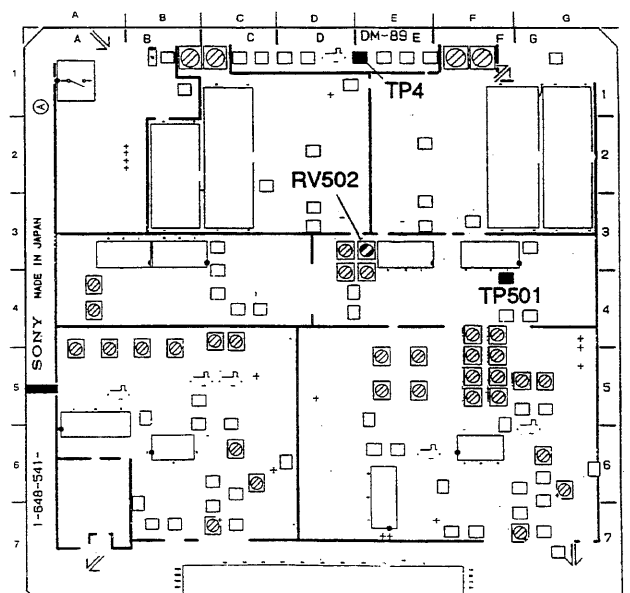 A B C D E F G
A B C D DM-89 E F G
1
TP4
1
A
2
2
RV502
3
3
TP501
4
4
SONY MADE IN JAPAN
5
5
6
6
1-648-541-
7
7